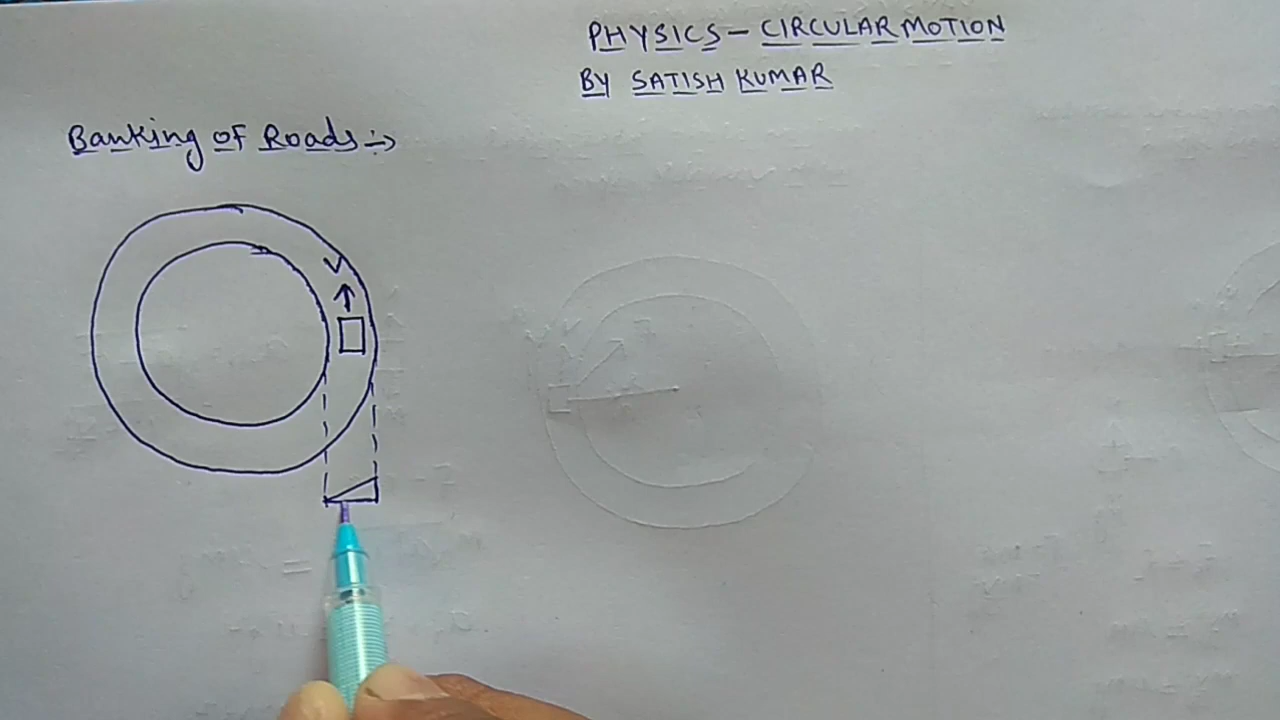 PHYSICS - CIRCULAR MOTION
BY SATISH KUMAR
Banking of Roads :->
V